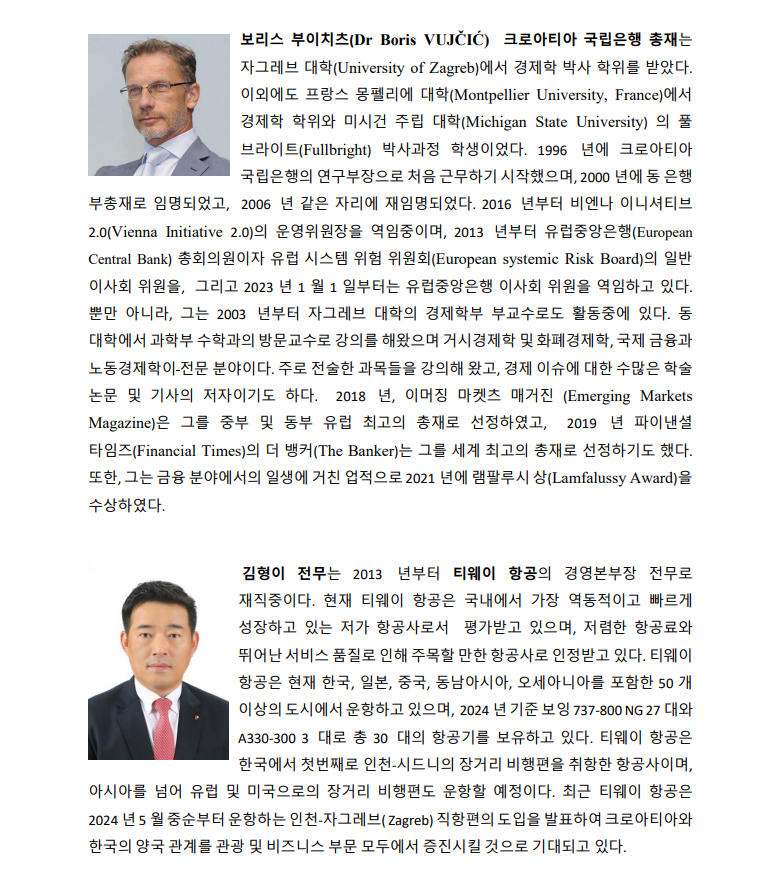 보리스 부이치츠(Dr Boris VUJČIĆ) 크로아티아 국립은행 총재는
자그레브 대학(University of Zagreb)에서 경제학 박사 학위를 받았다.
이외에도 프랑스 몽펠리에 대학(Montpellier University, France)에서
경제학 학위와 미시건 주립 대학(Michigan State University) 의 풀
브라이트(Fullbright) 박사과정 학생이었다. 1996 년에 크로아티아
국립은행의 연구부장으로 처음 근무하기 시작했으며, 2000 년에 동 은행
부총재로 임명되었고, 2006 년 같은 자리에 재임명되었다. 2016 년부터 비엔나 이니셔티브
2.0(Vienna Initiative 2.0)의 운영위원장을 역임중이며, 2013 년부터 유럽중앙은행(European
Central Bank) 총회의원이자 유럽 시스템 위험 위원회(European systemic Risk Board)의 일반
이사회 위원을, 그리고 2023 년 1 월 1 일부터는 유럽중앙은행 이사회 위원을 역임하고 있다.
뿐만 아니라, 그는 2003 년부터 자그레브 대학의 경제학부 부교수로도 활동중에 있다. 동
대학에서 과학부 수학과의 방문교수로 강의를 해왔으며 거시경제학 및 화폐경제학, 국제 금융과
노동경제학이-전문 분야이다. 주로 전술한 과목들을 강의해 왔고, 경제 이슈에 대한 수많은 학술
논문 및 기사의 저자이기도 하다. 2018 년, 이머징 마켓츠 매거진 (Emerging Markets
Magazine)은 그를 중부 및 동부 유럽 최고의 총재로 선정하였고, 2019 년 파이낸셜
타임즈(Financial Times)의 더 뱅커(The Banker)는 그를 세계 최고의 총재로 선정하기도 했다.
또한, 그는 금융 분야에서의 일생에 거친 업적으로 2021 년에 램팔루시 상(Lamfalussy Award)을
수상하였다.
김형이 전무는 2013 년부터 티웨이 항공의 경영본부장 전무로
재직중이다. 현재 티웨이 항공은 국내에서 가장 역동적이고 빠르게
성장하고 있는 저가 항공사로서 평가받고 있으며, 저렴한 항공료와
뛰어난 서비스 품질로 인해 주목할 만한 항공사로 인정받고 있다. 티웨이
항공은 현재 한국, 일본, 중국, 동남아시아, 오세아니아를 포함한 50 개
이상의 도시에서 운항하고 있으며, 2024 년 기준 보잉 737-800 NG 27 대와
A330-300 3 대로 총 30 대의 항공기를 보유하고 있다. 티웨이 항공은
한국에서 첫번째로 인천-시드니의 장거리 비행편을 취항한 항공사이며,
아시아를 넘어 유럽 및 미국으로의 장거리 비행편도 운항할 예정이다. 최근 티웨이 항공은
2024 년 5 월 중순부터 운항하는 인천-자그레브( Zagreb) 직항편의 도입을 발표하여 크로아티아와
한국의 양국 관계를 관광 및 비즈니스 부문 모두에서 증진시킬 것으로 기대되고 있다.